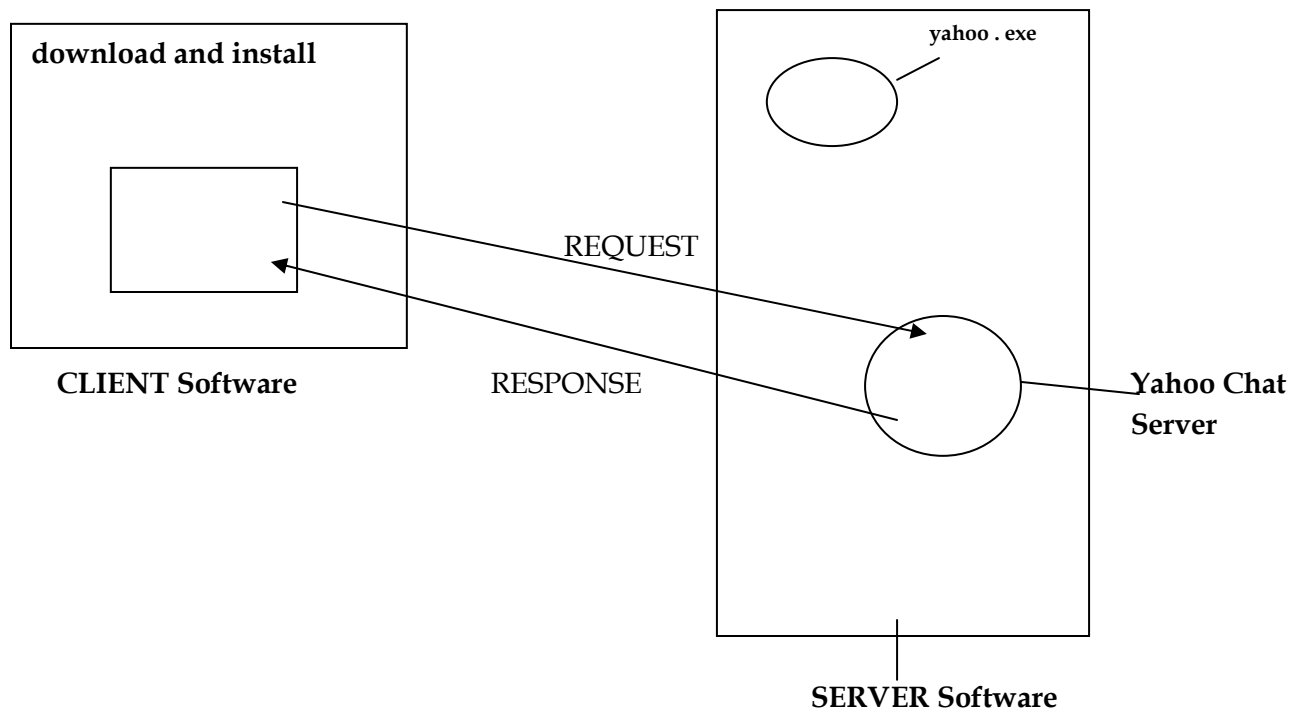 yahoo . exe
download and install
REQUEST
CLIENT Software
RESPONSE
Yahoo Chat
Server
SERVER Software